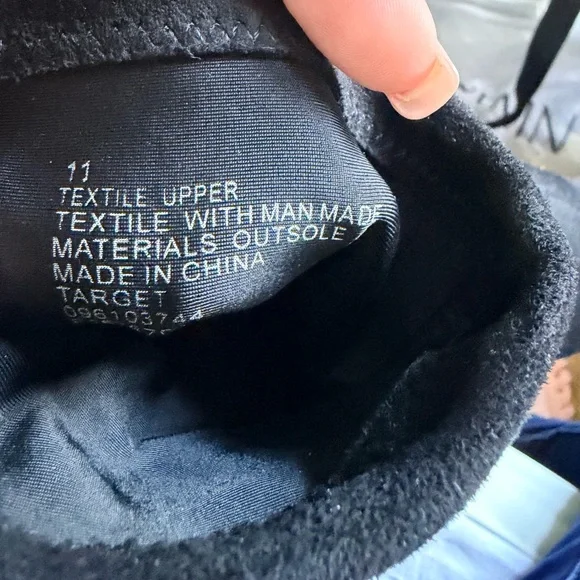 11
TEXTILE UPPER
TEXTILE WITH MAN MADE
MATERIALS OUTSOLE
MADE IN CHINA
TARGET
096103744